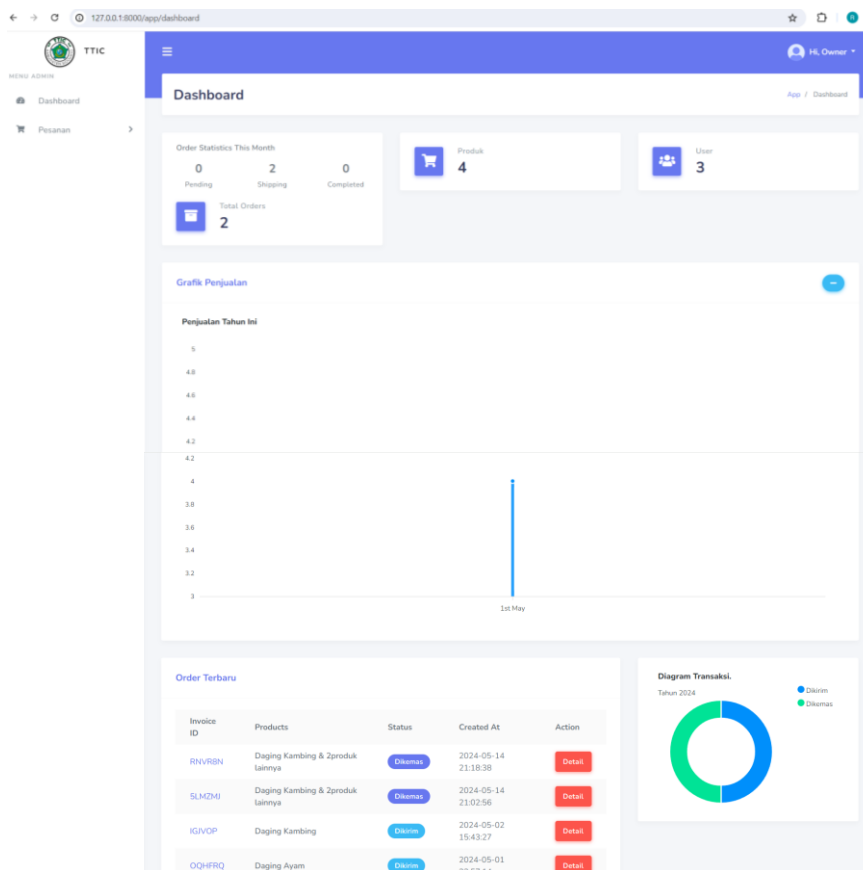 127.0.0.1:8000/app/dashboard
TTIC
Hi, Owner
MENU ADMIN
Dashboard
Pesanan
Dashboard
App / Dashboard
Order Statistics This Month
0 2 0
Pending Shipping Completed
Total Orders
2
Produk
4
User
3
Grafik Penjualan
Penjualan Tahun Ini
5
4.8
4.6
4.4
4.2
4.2
4
3.8
3.6
3.4
3.2
3
1st May
Order Terbaru
Invoice ID Products Status Created At Action
RNVR8N Daging Kambing & 2produk lainnya Dikemas 2024-05-14 21:18:38 Detail
5LMZMJ Daging Kambing & 2produk lainnya Dikemas 2024-05-14 21:02:56 Detail
IGJVOP Daging Kambing Dikirim 2024-05-02 15:43:27 Detail
OQHFRQ Daging Ayam Dikirim 2024-05-01 Detail
Diagram Transaksi.
Tahun 2024
Dikirim
Dikemas